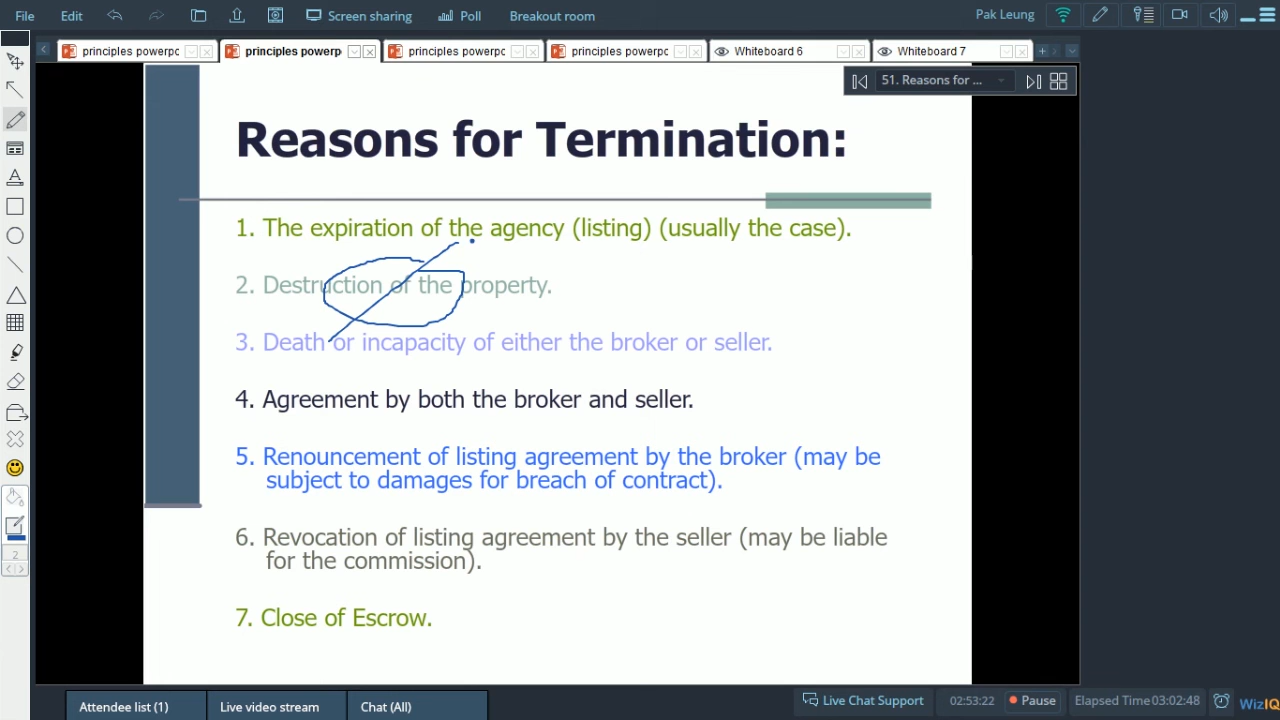 File Edit Screen sharing Poll Breakout room Pak Leung
principles powerpc principles powerp principles powerpc principles powerpc Whiteboard 6 Whiteboard 7
51. Reasons for ...
Reasons for Termination:
1. The expiration of the agency (listing) (usually the case).
2. Destruction of the property.
3. Death or incapacity of either the broker or seller.
4. Agreement by both the broker and seller.
5. Renouncement of listing agreement by the broker (may be
subject to damages for breach of contract).
6. Revocation of listing agreement by the seller (may be liable
for the commission).
7. Close of Escrow.
2
Attendee list (1) Live video stream Chat (All) Live Chat Support 02:53:22 Pause Elapsed Time 03:02:48 WizIQ